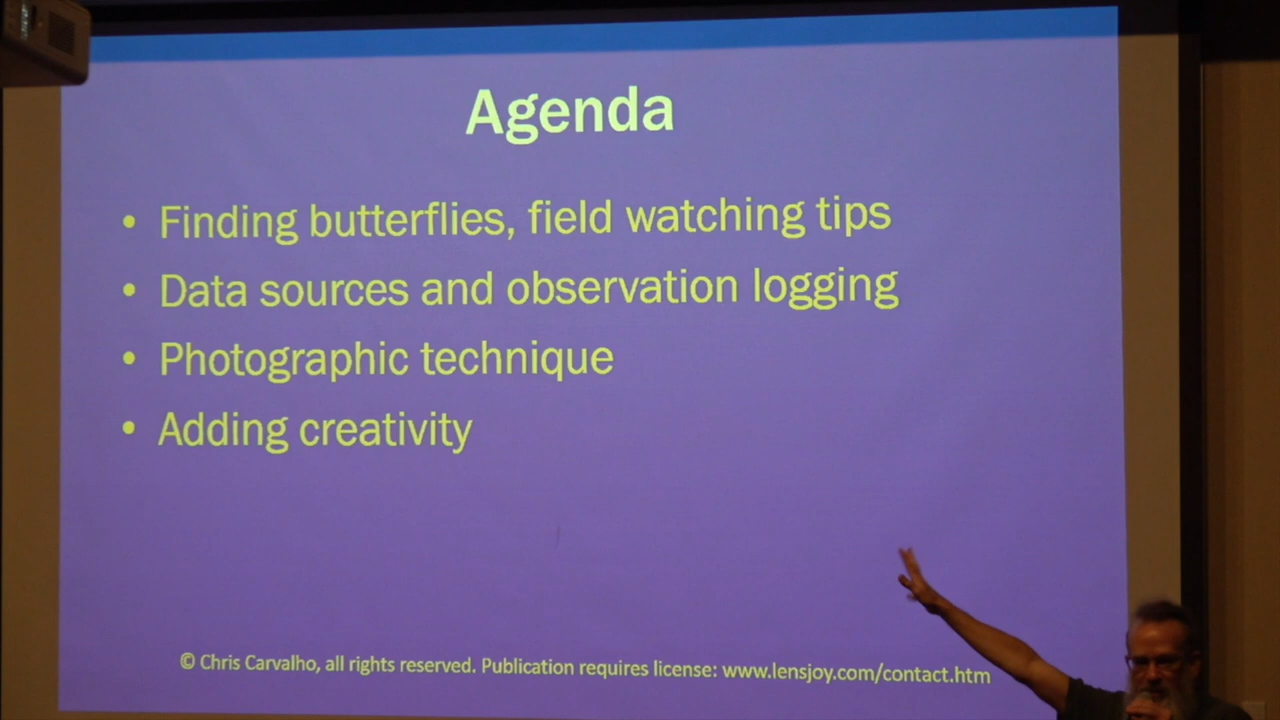 Agenda
• Finding butterflies, field watching tips
• Data sources and observation logging
• Photographic technique
• Adding creativity
© Chris Carvalho, all rights reserved. Publication requires license: www.lensjoy.com/contact.htm